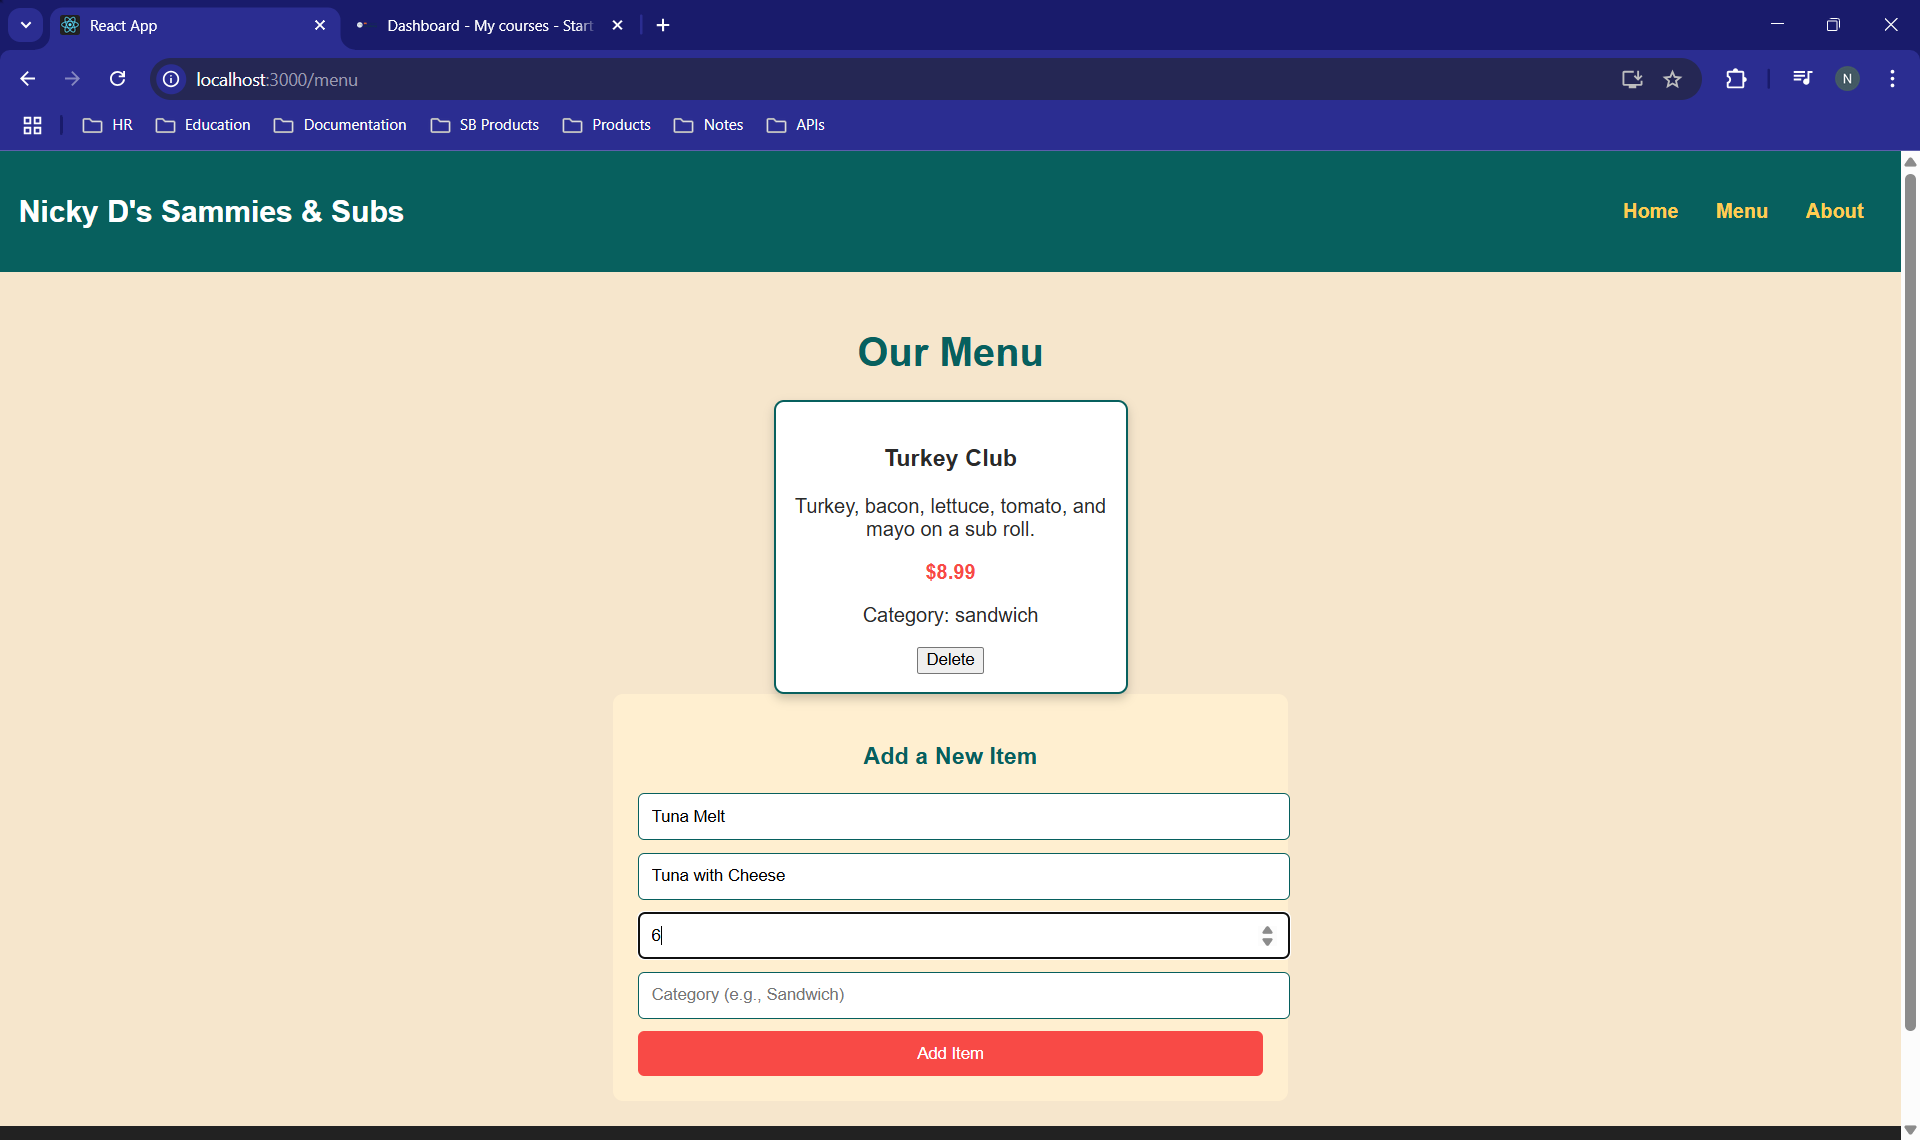 React App
Dashboard - My courses - Start
localhost:3000/menu
N
HR
Education
Documentation
SB Products
Products
Notes
APIs
Nicky D's Sammies & Subs
Home
Menu
About
Our Menu
Turkey Club
Turkey, bacon, lettuce, tomato, and
mayo on a sub roll.
$8.99
Category: sandwich
Delete
Add a New Item
Tuna Melt
Tuna with Cheese
6
Category (e.g., Sandwich)
Add Item